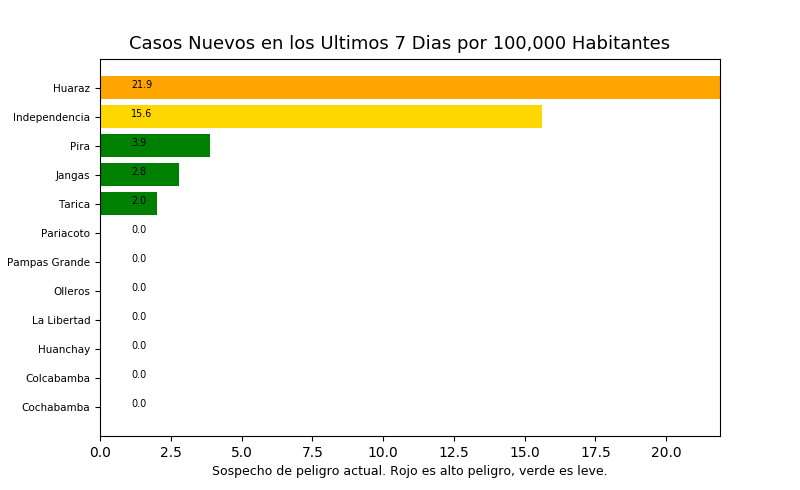 Casos Nuevos en los Ultimos 7 Dias por 100,000 Habitantes
Huaraz 21.9
Independencia 15.6
Pira 3.9
Jangas 2.8
Tarica 2.0
Pariacoto 0.0
Pampas Grande 0.0
Olleros 0.0
La Libertad 0.0
Huanchay 0.0
Colcabamba 0.0
Cochabamba 0.0
0.0 2.5 5.0 7.5 10.0 12.5 15.0 17.5 20.0
Sospecho de peligro actual. Rojo es alto peligro, verde es leve.